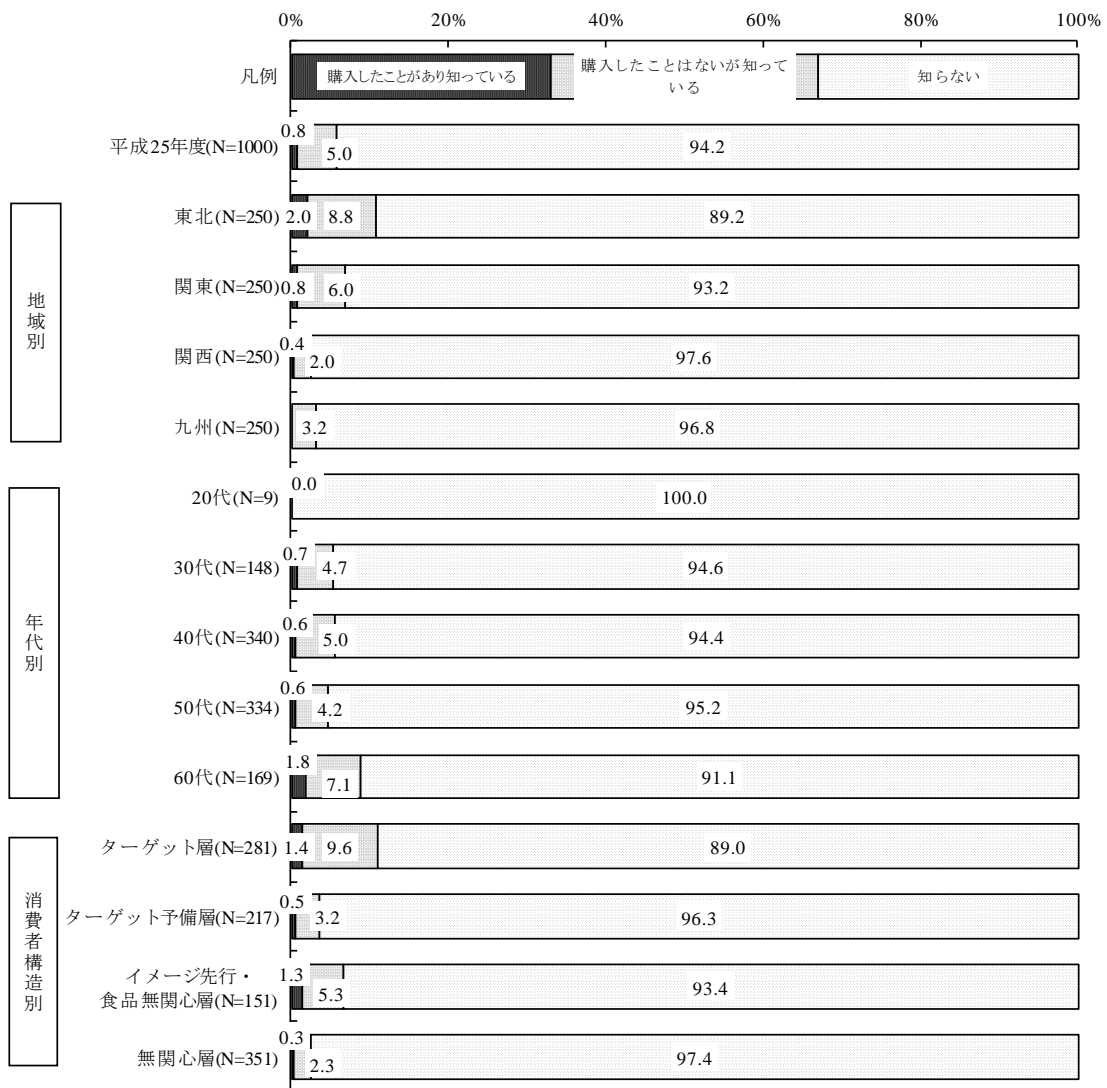 0% 20% 40% 60% 80% 100%
凡例
購入したことがあり知っている
購入したことはないが知って
いる
知らない
平成25年度(N=1000) 0.8 5.0 94.2
地域別
東北(N=250) 2.0 8.8 89.2
関東(N=250) 0.8 6.0 93.2
関西(N=250) 0.4 2.0 97.6
九州(N=250) 3.2 96.8
年代別
20代(N=9) 0.0 100.0
30代(N=148) 0.7 4.7 94.6
40代(N=340) 0.6 5.0 94.4
50代(N=334) 0.6 4.2 95.2
60代(N=169) 1.8 7.1 91.1
消費者構造別
ターゲット層(N=281) 1.4 9.6 89.0
ターゲット予備層(N=217) 0.5 3.2 96.3
イメージ先行・
食品無関心層(N=151) 1.3 5.3 93.4
無関心層(N=351) 0.3 2.3 97.4